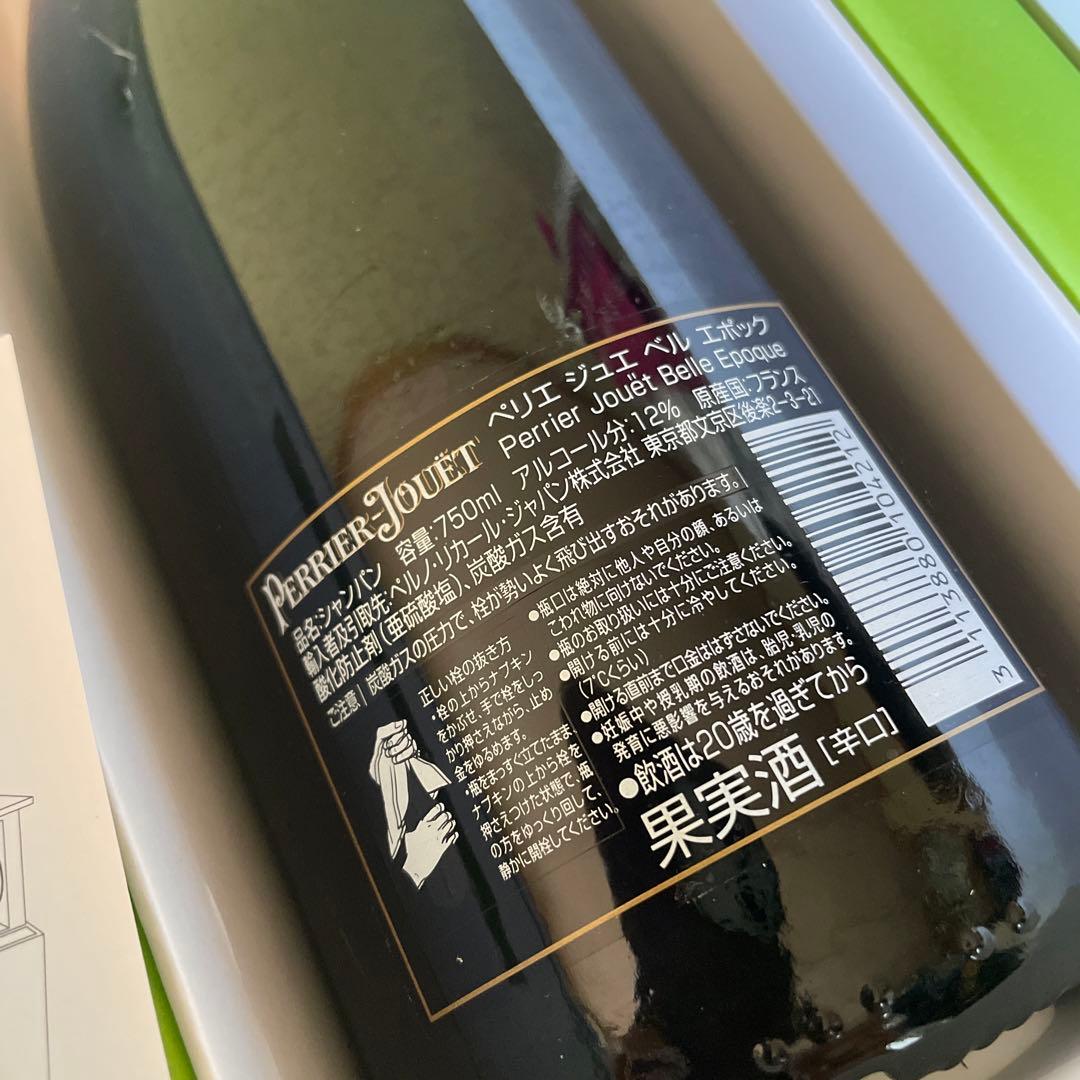 PERRIER-JOUËT
ペリエ ジュエ ベル エポック
Perrier Jouët Belle Epoque
品名:シャンパン 容量:750ml アルコール分:12% 原産国:フランス
輸入者及引取先:ペルノ・リカール・ジャパン株式会社 東京都文京区後楽2-3-21
酸化防止剤(亜硫酸塩)、炭酸ガス含有
ご注意 炭酸ガスの圧力で、栓が勢いよく飛び出すおそれがあります。
正しい栓の抜き方
・栓の上からナプキン
をかぶせ、手で栓をしっ
かり押さえながら、止め
金をゆるめます。
・瓶をまっすぐ立てたまま、
ナプキンの上から栓を
押さえつけた状態で、瓶
の方をゆっくり回して、
静かに開栓してください。
●瓶口は絶対に他人や自分の顔、あるいは
こわれ物に向けないでください。
●瓶のお取り扱いには十分にご注意ください。
●開ける前には十分に冷やしてください。
(7℃くらい)
●開ける直前まで口金ははずさないでください。
●妊娠中や授乳期の飲酒は、胎児・乳児の
発育に悪影響を与えるおそれがあります。
●飲酒は20歳を過ぎてから
果実酒[辛口]
3 113880 104212